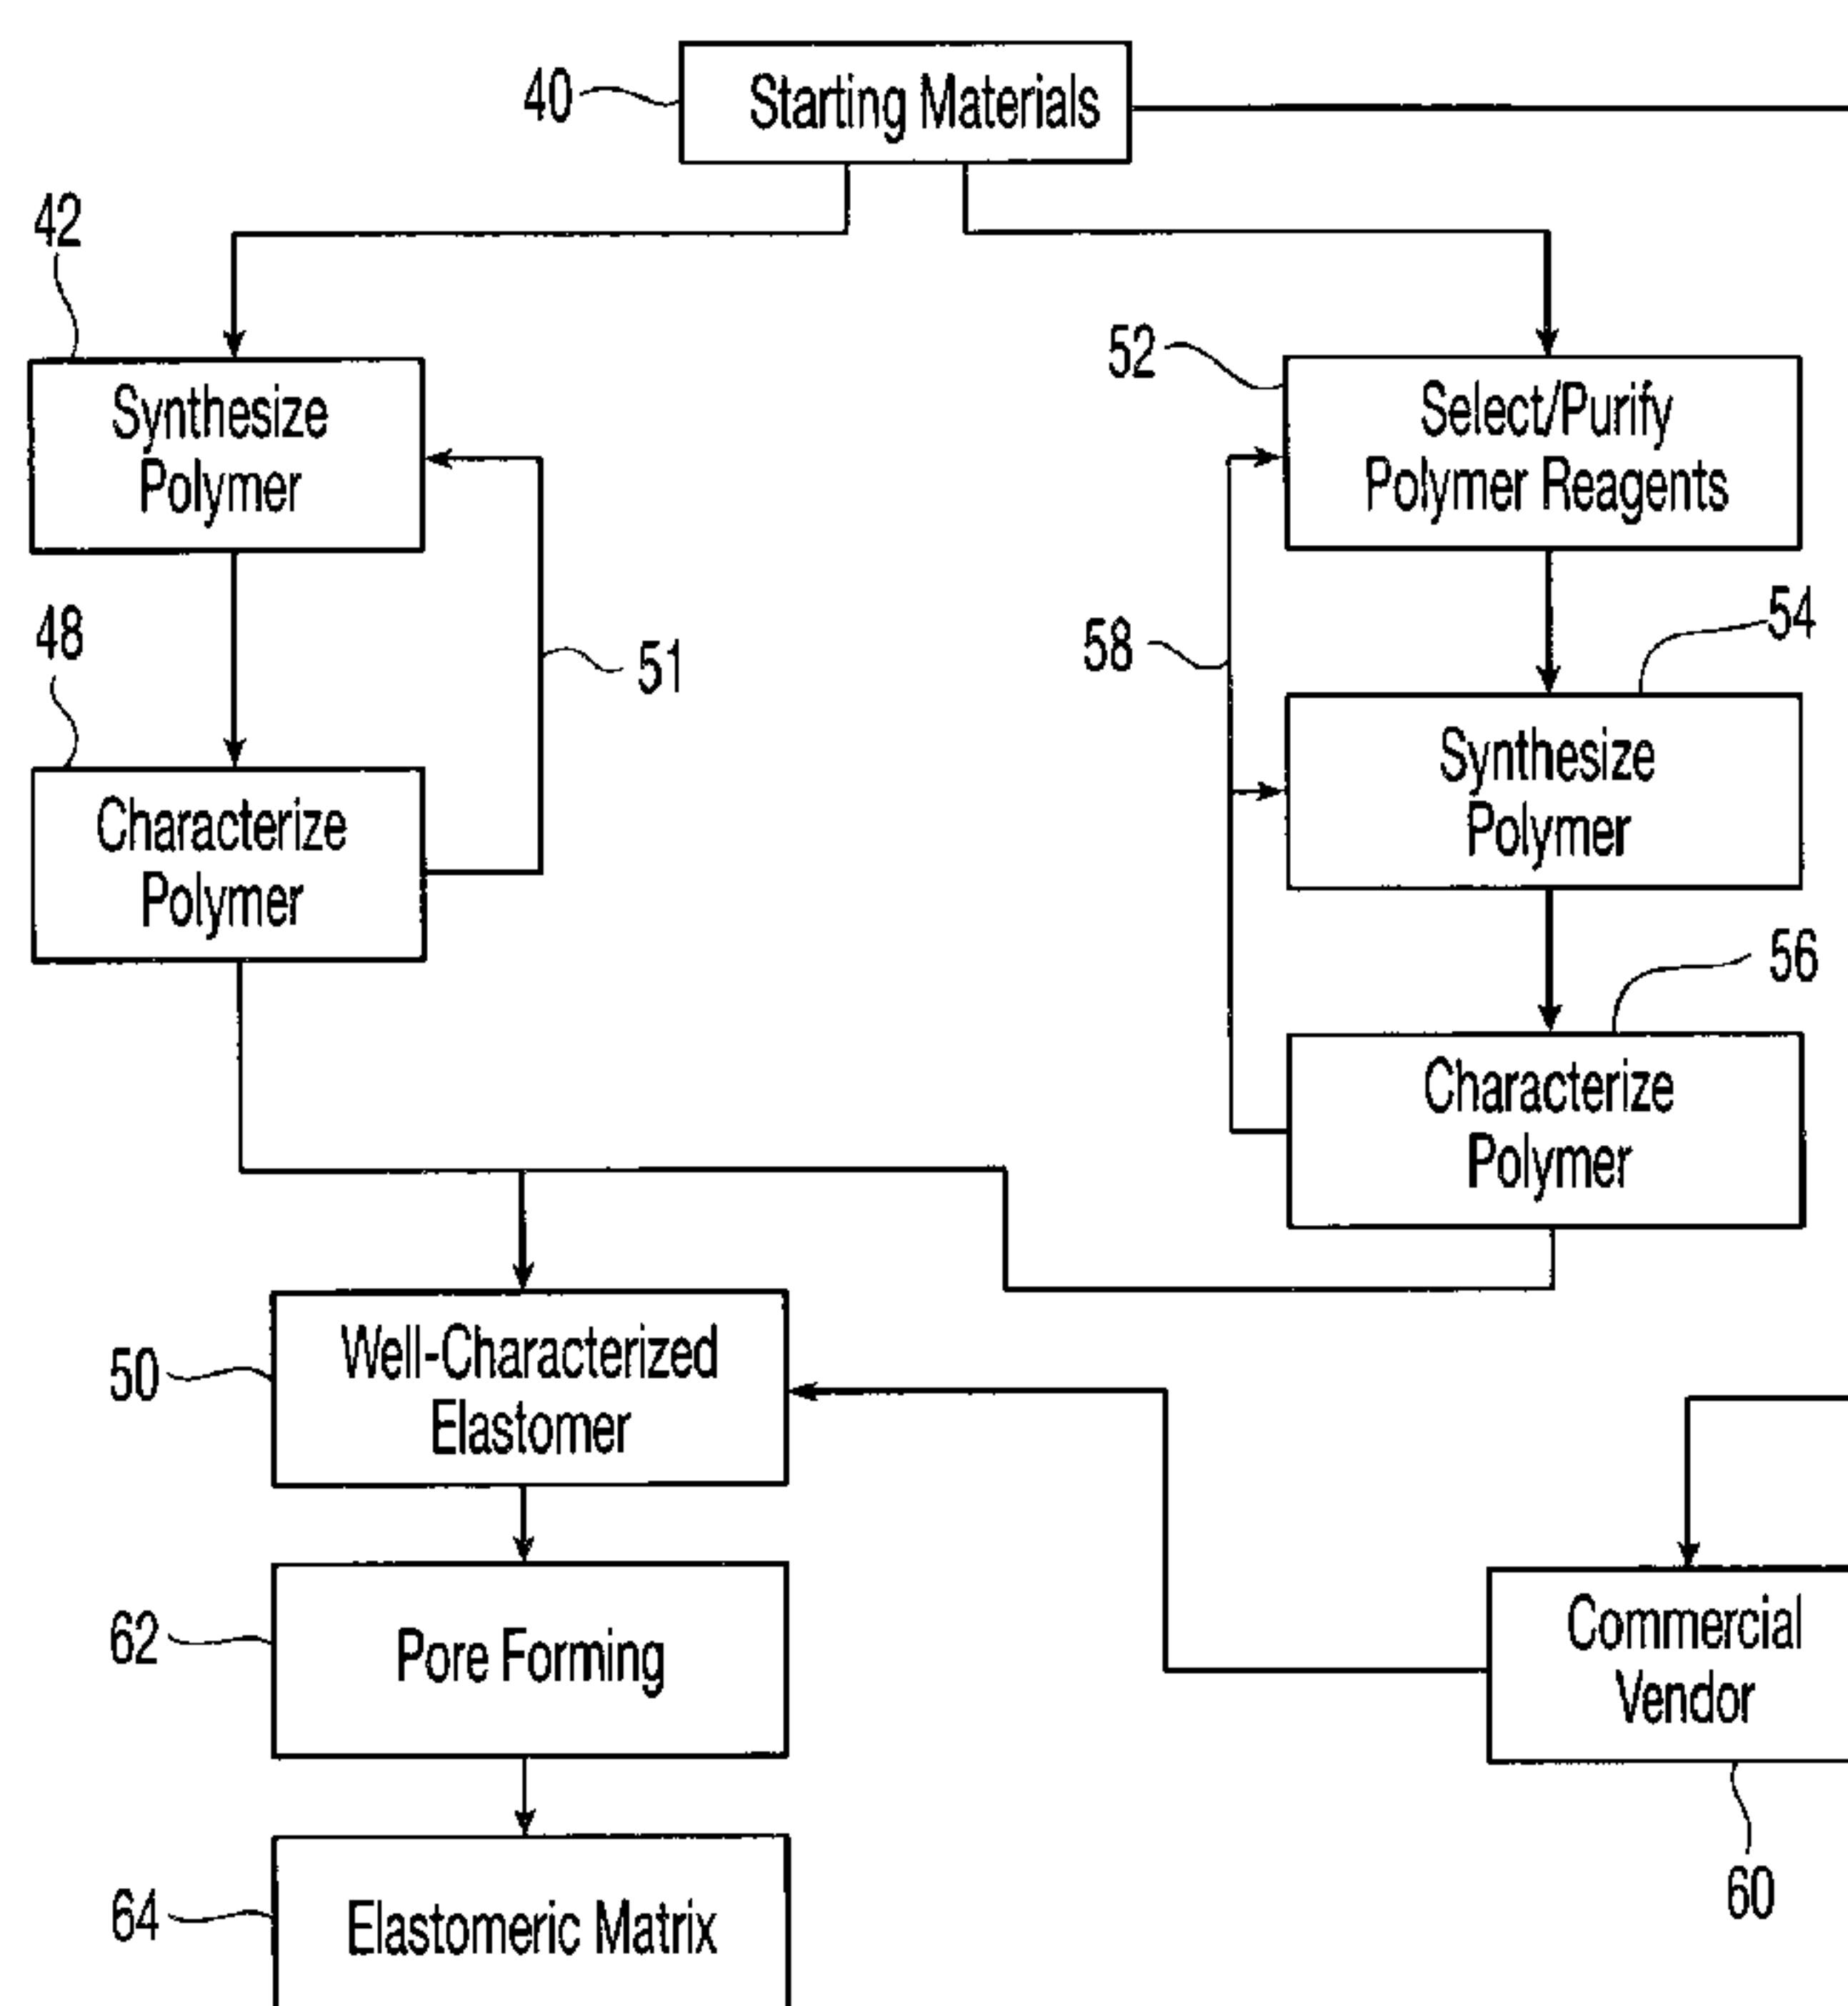 40
Starting Materials
42
Synthesize
Polymer
52
Select/Purify
Polymer Reagents
48
Characterize
Polymer
51
58
54
Synthesize
Polymer
56
Characterize
Polymer
50
Well-Characterized
Elastomer
62
Pore Forming
Commercial
Vendor
60
64
Elastomeric Matrix